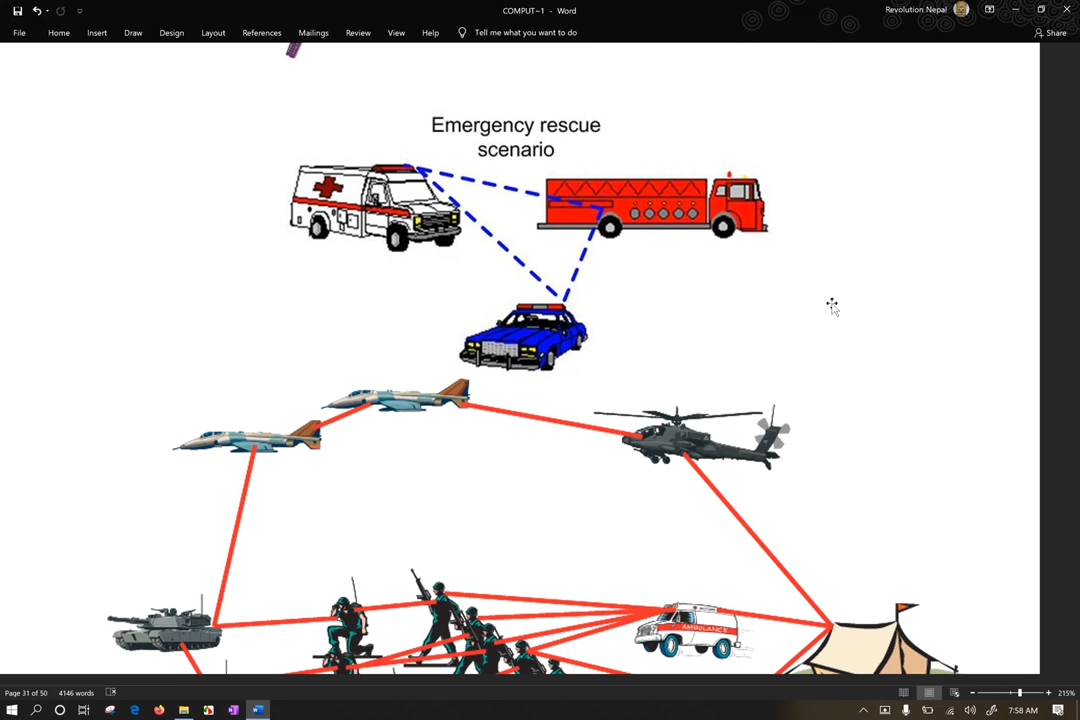 COMPUT~1 - Word
Revolution Nepal
File Home Insert Draw Design Layout References Mailings Review View Help Tell me what you want to do Share
Emergency rescue
scenario
AMBULANCE
Page 31 of 50 4146 words 215%
7:58 AM